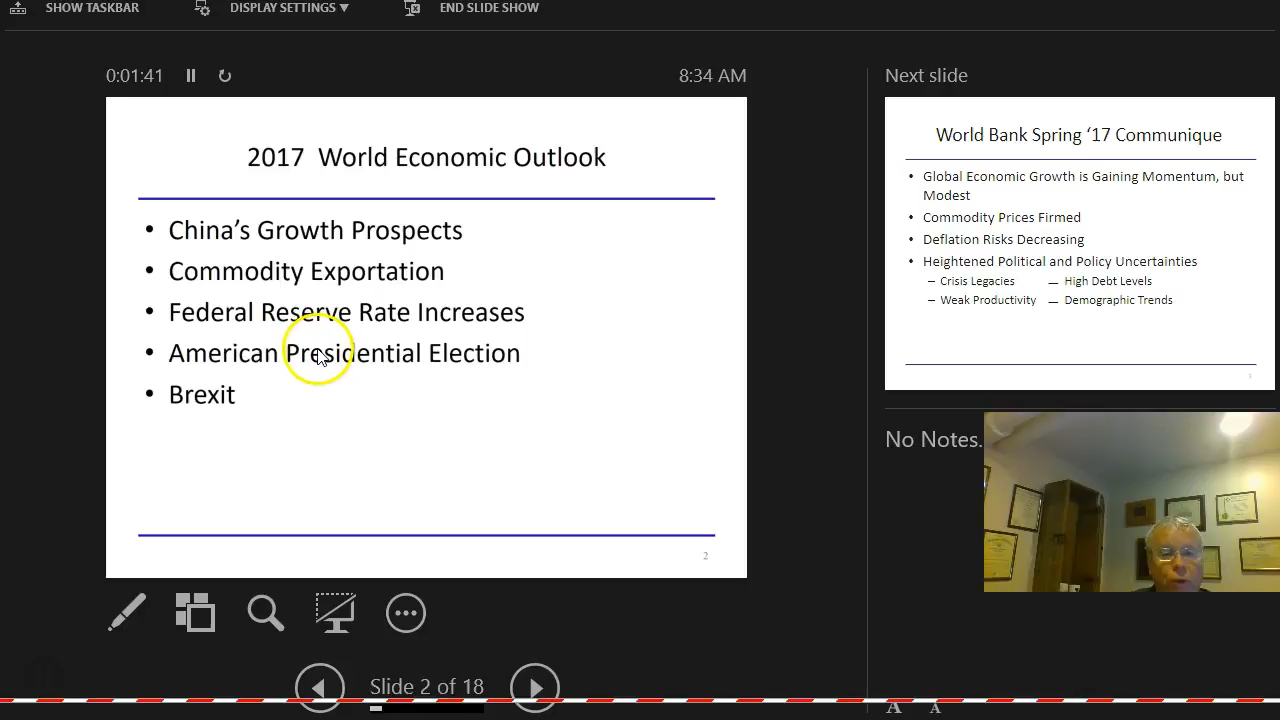 SHOW TASKBAR
DISPLAY SETTINGS ▼
END SLIDE SHOW
0:01:41
8:34 AM
2017 World Economic Outlook
• China’s Growth Prospects
• Commodity Exportation
• Federal Reserve Rate Increases
• American Presidential Election
• Brexit
2
Next slide
World Bank Spring ‘17 Communique
• Global Economic Growth is Gaining Momentum, but
Modest
• Commodity Prices Firmed
• Deflation Risks Decreasing
• Heightened Political and Policy Uncertainties
– Crisis Legacies — High Debt Levels
– Weak Productivity — Demographic Trends
3
No Notes.
Slide 2 of 18
A A